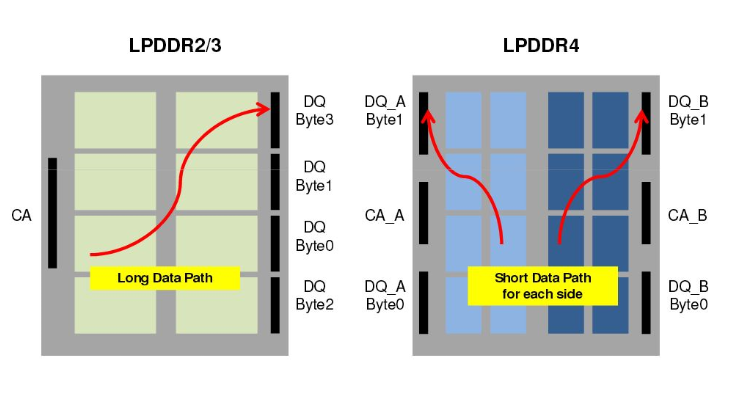 LPDDR2/3
CA
DQ
Byte3
DQ
Byte1
DQ
Byte0
DQ
Byte2
Long Data Path
LPDDR4
DQ_A
Byte1
CA_A
DQ_A
Byte0
DQ_B
Byte1
CA_B
DQ_B
Byte0
Short Data Path
for each side